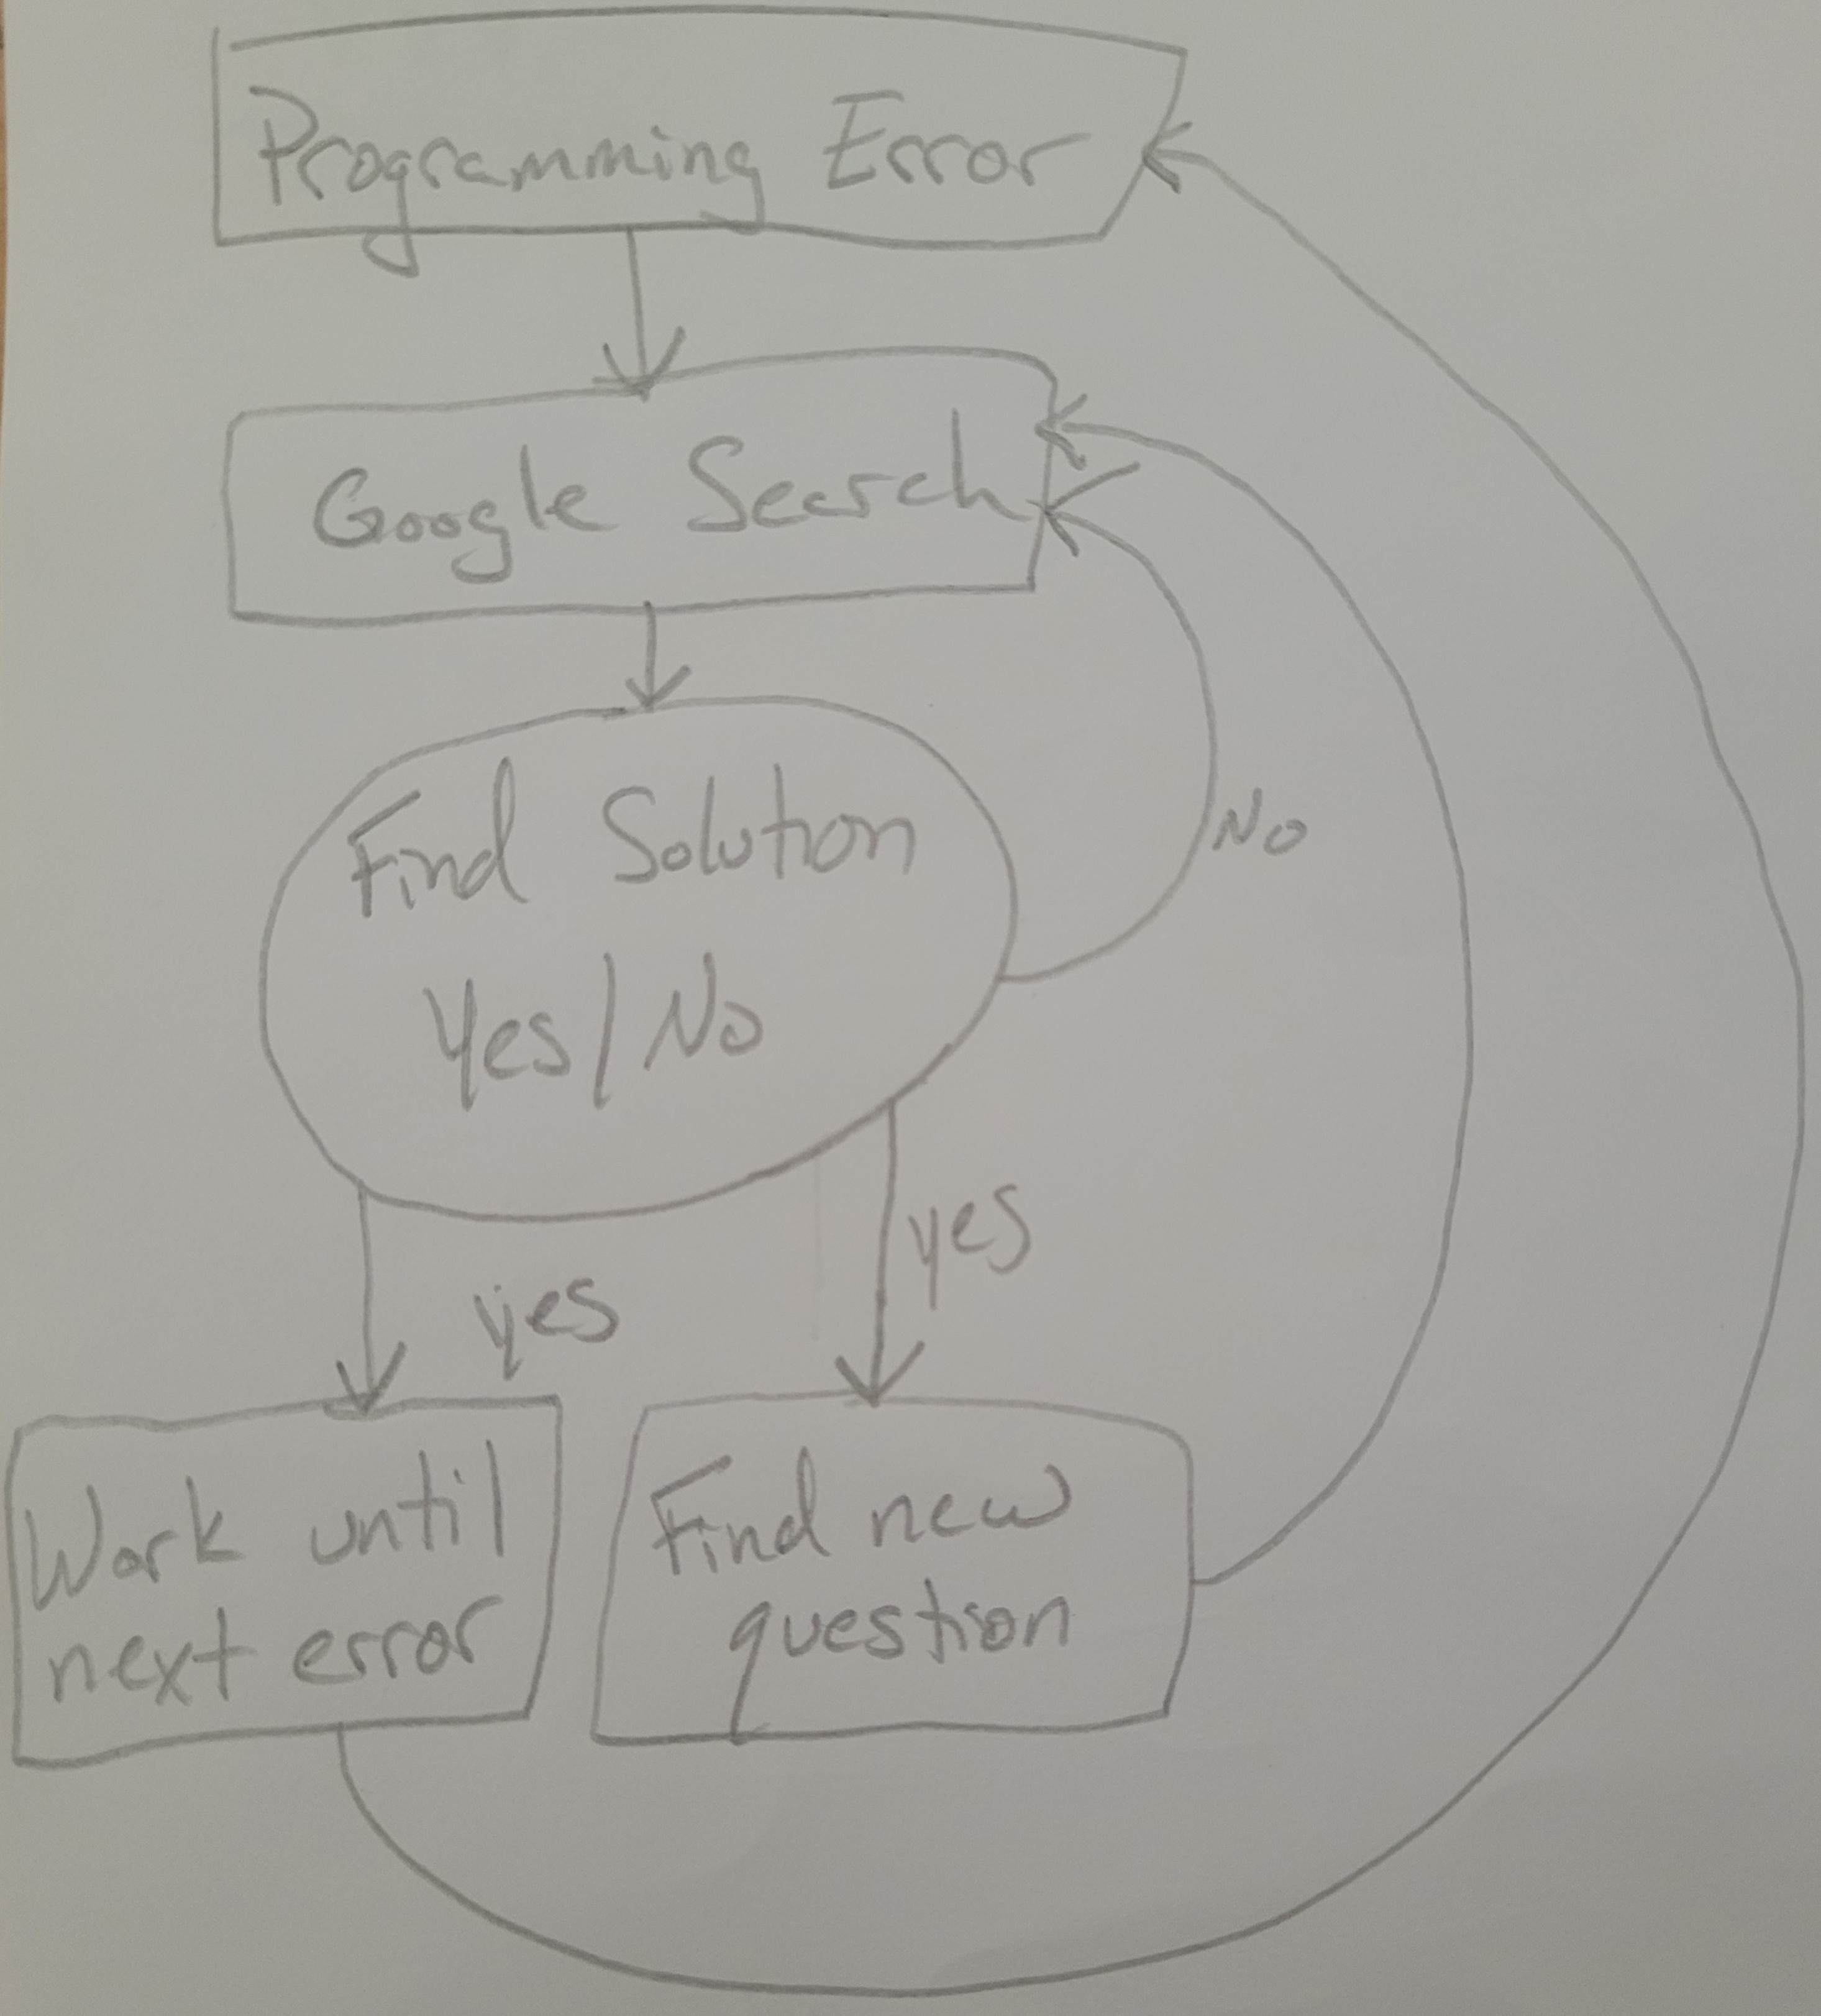 Programming Error
Google Search
Find Solution
Yes/No
No
yes
yes
Work until
next error
Find new
question